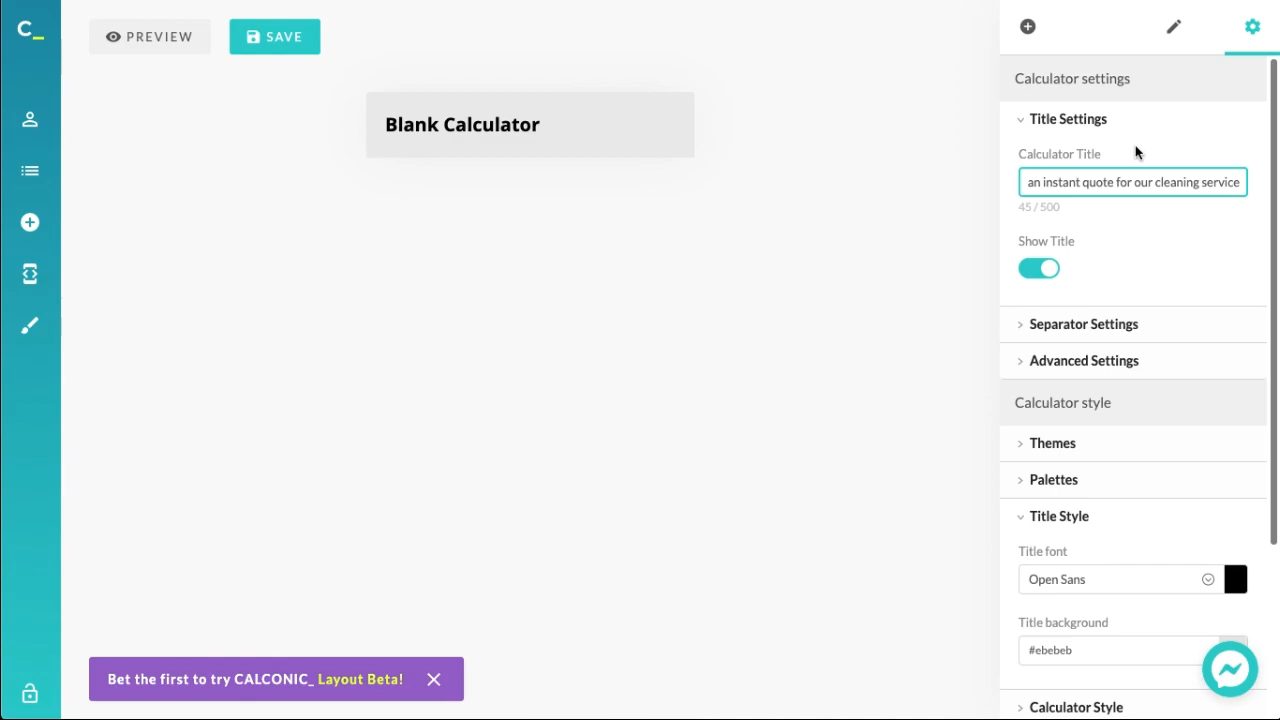 C_
PREVIEW
SAVE
Blank Calculator
Calculator settings
Title Settings
Calculator Title
an instant quote for our cleaning service
45 / 500
Show Title
Separator Settings
Advanced Settings
Calculator style
Themes
Palettes
Title Style
Title font
Open Sans
Title background
#ebebeb
Calculator Style
Bet the first to try CALCONIC_ Layout Beta!